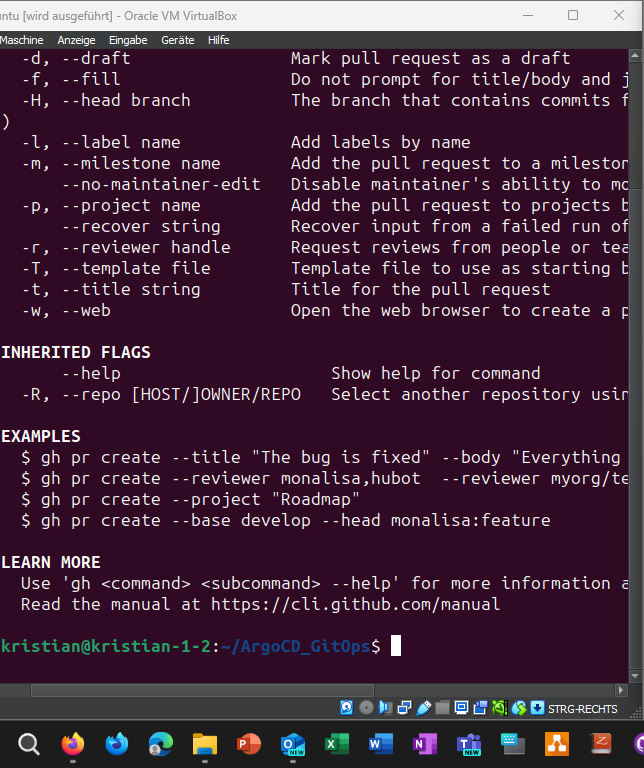 ntu [wird ausgeführt] - Oracle VM VirtualBox
Maschine Anzeige Eingabe Geräte Hilfe
-d, --draft Mark pull request as a draft
-f, --fill Do not prompt for title/body and j
-H, --head branch The branch that contains commits f
)
-l, --label name Add labels by name
-m, --milestone name Add the pull request to a mileston
--no-maintainer-edit Disable maintainer's ability to mo
-p, --project name Add the pull request to projects b
--recover string Recover input from a failed run of
-r, --reviewer handle Request reviews from people or tea
-T, --template file Template file to use as starting b
-t, --title string Title for the pull request
-w, --web Open the web browser to create a p
INHERITED FLAGS
--help Show help for command
-R, --repo [HOST/]OWNER/REPO Select another repository usin
EXAMPLES
$ gh pr create --title "The bug is fixed" --body "Everything
$ gh pr create --reviewer monalisa,hubot --reviewer myorg/te
$ gh pr create --project "Roadmap"
$ gh pr create --base develop --head monalisa:feature
LEARN MORE
Use 'gh <command> <subcommand> --help' for more information a
Read the manual at https://cli.github.com/manual
kristian@kristian-1-2:~/ArgoCD_GitOps$
STRG-RECHTS
NEW
NEW